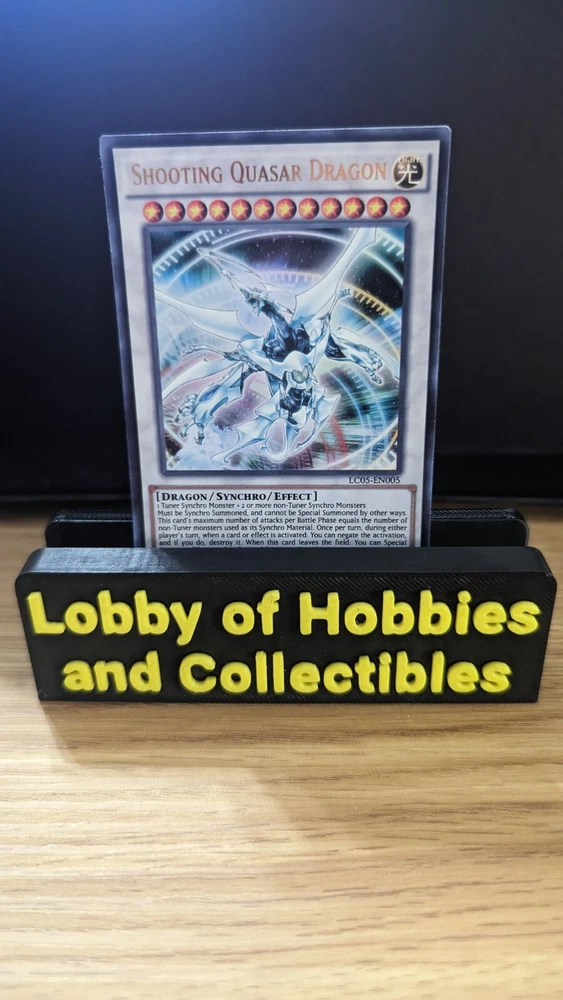 SHOOTING QUASAR DRAGON
LIGHT
光
LC05-EN005
[DRAGON/SYNCHRO/EFFECT]
1 Tuner Synchro Monster + 2 or more non-Tuner Synchro Monsters
Must be Synchro Summoned, and cannot be Special Summoned by other ways.
This card's maximum number of attacks per Battle Phase equals the number of
non-Tuner monsters used as its Synchro Material. Once per turn, during either
player's turn, when a card or effect is activated: You can negate the activation,
and if you do, destroy it. When this card leaves the field: You can Special
Lobby of Hobbies
and Collectibles